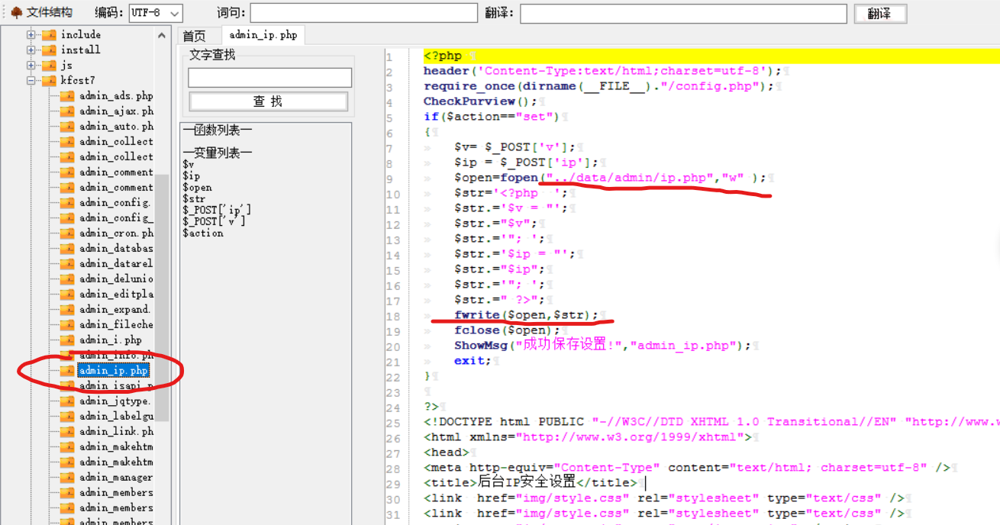 文件结构 编码: UTF-8 词句: 翻译: 翻译
include
install
js
kfcst7
admin_ads.php
admin_ajax.ph
admin_auto.ph
admin_collect
admin_collect
admin_comment
admin_comment
admin_config.
admin_config_
admin_cron.ph
admin_databas
admin_datarel
admin_delunio
admin_editpla
admin_expand.
admin_fileche
admin_i.php
admin_info.ph
admin_ip.php
admin_isapi.p
admin_jqtype.
admin_labelgu
admin_link.ph
admin_makehtm
admin_makehtm
admin_manager
admin_members
admin_members
admin_members
首页 admin_ip.php
文字查找
查 找
—函数列表—
—变量列表—
$v
$ip
$open
$str
$_POST['ip']
$_POST['v']
$action
1 <?php
2 header('Content-Type:text/html;charset=utf-8');
3 require_once(dirname(__FILE__)."/config.php");
4 CheckPurview();
5 if($action=="set")
6 {
7 $v= $_POST['v'];
8 $ip = $_POST['ip'];
9 $open=fopen("../data/admin/ip.php","w" );
10 $str='<?php ';
11 $str.='$v = "';
12 $str.="$v";
13 $str.='"; ';
14 $str.='$ip = "';
15 $str.="$ip";
16 $str.='"; ';
17 $str.=" ?>";
18 fwrite($open,$str);
19 fclose($open);
20 ShowMsg("成功保存设置!","admin_ip.php");
21 exit;
22 }
23
24 ?>
25 <!DOCTYPE html PUBLIC "-//W3C//DTD XHTML 1.0 Transitional//EN" "http://www.w
26 <html xmlns="http://www.w3.org/1999/xhtml">
27 <head>
28 <meta http-equiv="Content-Type" content="text/html; charset=utf-8" />
29 <title>后台IP安全设置</title>
30 <link href="img/style.css" rel="stylesheet" type="text/css" />
31 <link href="img/style.css" rel="stylesheet" type="text/css" />